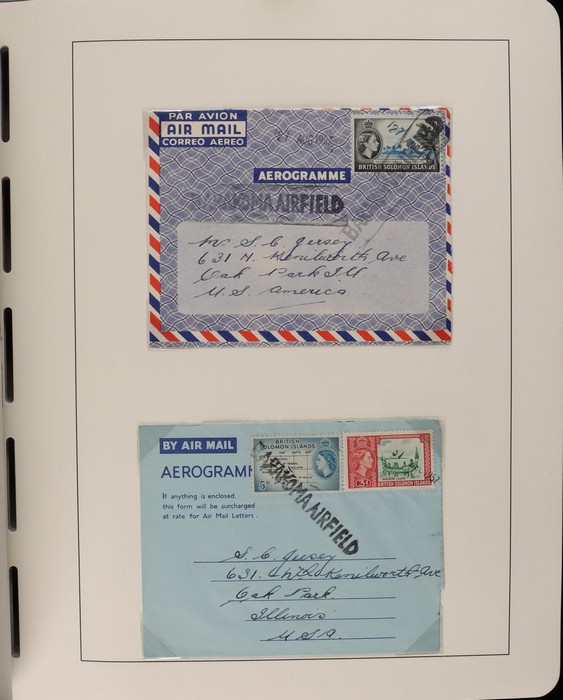 PAR AVION
AIR MAIL
CORREO AEREO
AEROGRAMME
BRITISH SOLOMON ISLANDS
AIRFIELD
Mr S. C. Jersey
631 N. Kenilworth Ave
Oak Park Ill
U.S. America
BY AIR MAIL
AEROGRAM
BRITISH
SOLOMON ISLANDS
BRITISH SOLOMON ISLANDS
If anything is enclosed,
this form will be surcharged
at rate for Air Mail Letters.
AIRFIELD
S. C. Jersey
631. Kenilworth Ave
Oak Park.
Illinois
U.S.A.